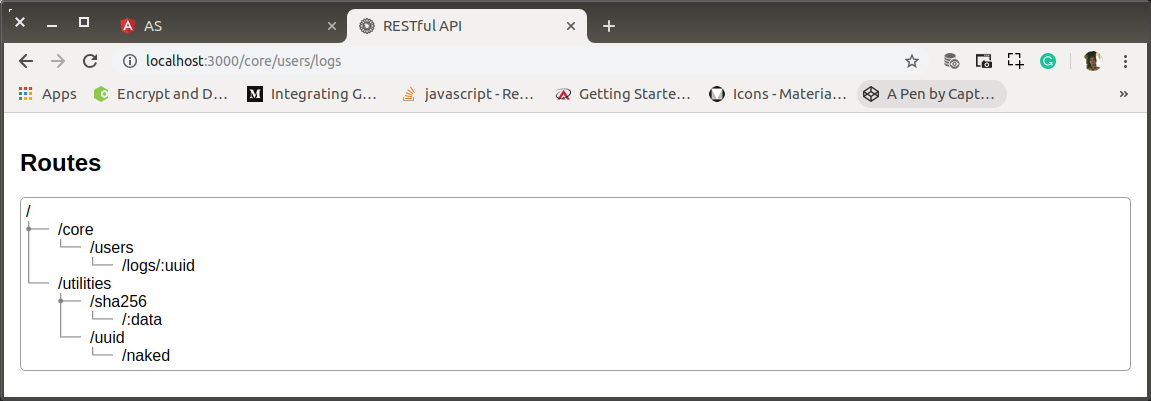 AS
RESTful API
localhost:3000/core/users/logs
Apps Encrypt and D… Integrating G… javascript - Re… Getting Starte… Icons - Materia… A Pen by Capt… »
Routes
/
/core
/users
/logs/:uuid
/utilities
/sha256
/:data
/uuid
/naked